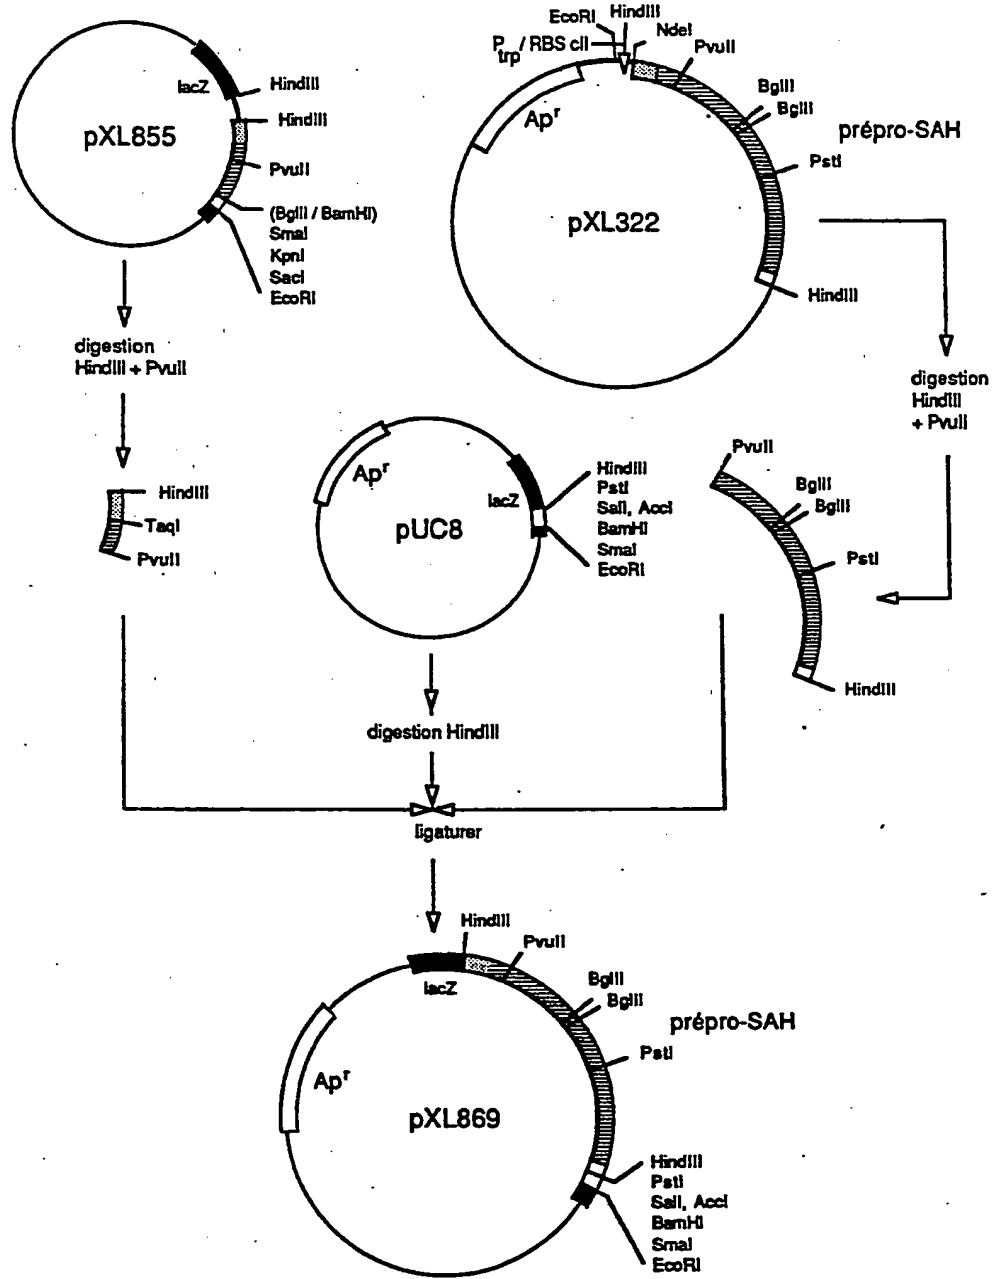 lacZ
HindIII
HindIII
pXL855
PvuII
(BglII / BamHI)
SmaI
KpnI
SacI
EcoRI
digestion
HindIII + PvuII
HindIII
TaqI
PvuII
EcoRI
HindIII
NdeI
Ptrp / RBS cII
PvuII
BglII
BglII
Apr
prépro-SAH
PstI
pXL322
HindIII
digestion
HindIII
+ PvuII
Apr
lacZ
HindIII
PstI
SalI, AccI
BamHI
SmaI
EcoRI
pUC8
PvuII
BglII
BglII
PstI
HindIII
digestion HindIII
ligaturer
HindIII
PvuII
lacZ
BglII
BglII
prépro-SAH
PstI
Apr
pXL869
HindIII
PstI
SalI, AccI
BamHI
SmaI
EcoRI